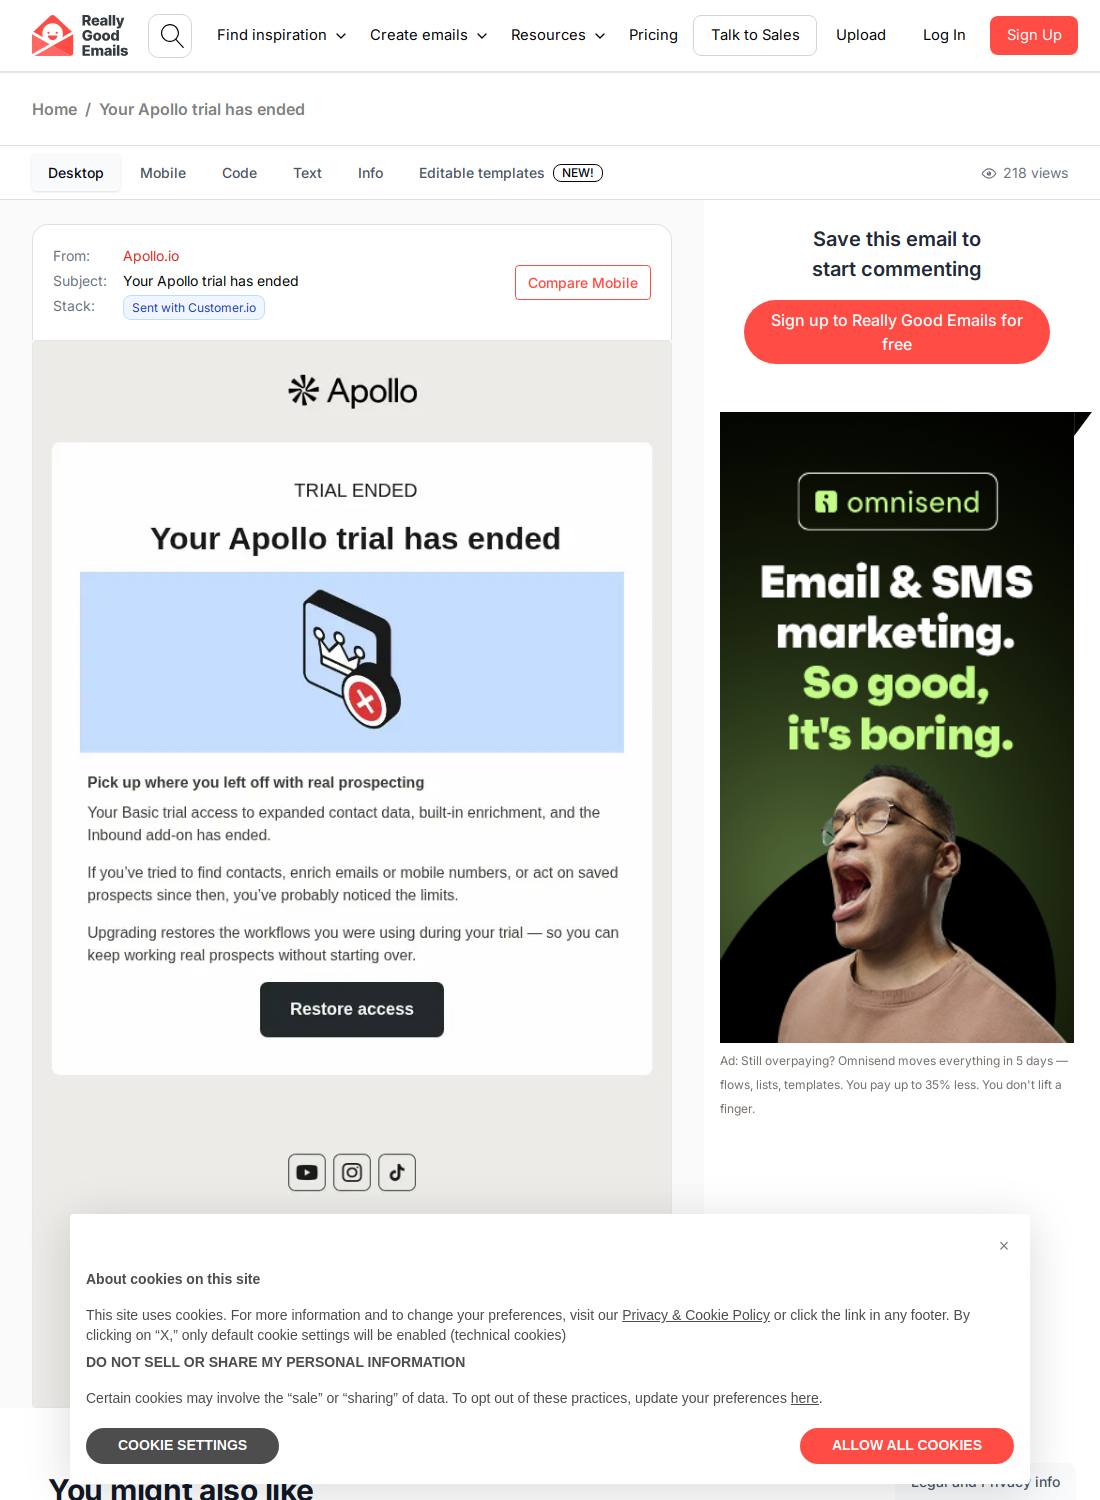 Really
Good
Emails
Find inspiration
Create emails
Resources
Pricing
Talk to Sales
Upload
Log In
Sign Up
Home / Your Apollo trial has ended
Desktop
Mobile
Code
Text
Info
Editable templates
NEW!
218 views
From: Apollo.io
Subject: Your Apollo trial has ended
Stack: Sent with Customer.io
Compare Mobile
Apollo
TRIAL ENDED
Your Apollo trial has ended
Pick up where you left off with real prospecting
Your Basic trial access to expanded contact data, built-in enrichment, and the
Inbound add-on has ended.
If you’ve tried to find contacts, enrich emails or mobile numbers, or act on saved
prospects since then, you’ve probably noticed the limits.
Upgrading restores the workflows you were using during your trial — so you can
keep working real prospects without starting over.
Restore access
Save this email to
start commenting
Sign up to Really Good Emails for
free
omnisend
Email & SMS
marketing.
So good,
it's boring.
Ad: Still overpaying? Omnisend moves everything in 5 days —
flows, lists, templates. You pay up to 35% less. You don't lift a
finger.
×
About cookies on this site
This site uses cookies. For more information and to change your preferences, visit our Privacy & Cookie Policy or click the link in any footer. By
clicking on “X,” only default cookie settings will be enabled (technical cookies)
DO NOT SELL OR SHARE MY PERSONAL INFORMATION
Certain cookies may involve the “sale” or “sharing” of data. To opt out of these practices, update your preferences here.
COOKIE SETTINGS
ALLOW ALL COOKIES
You might also like
Legal and Privacy info